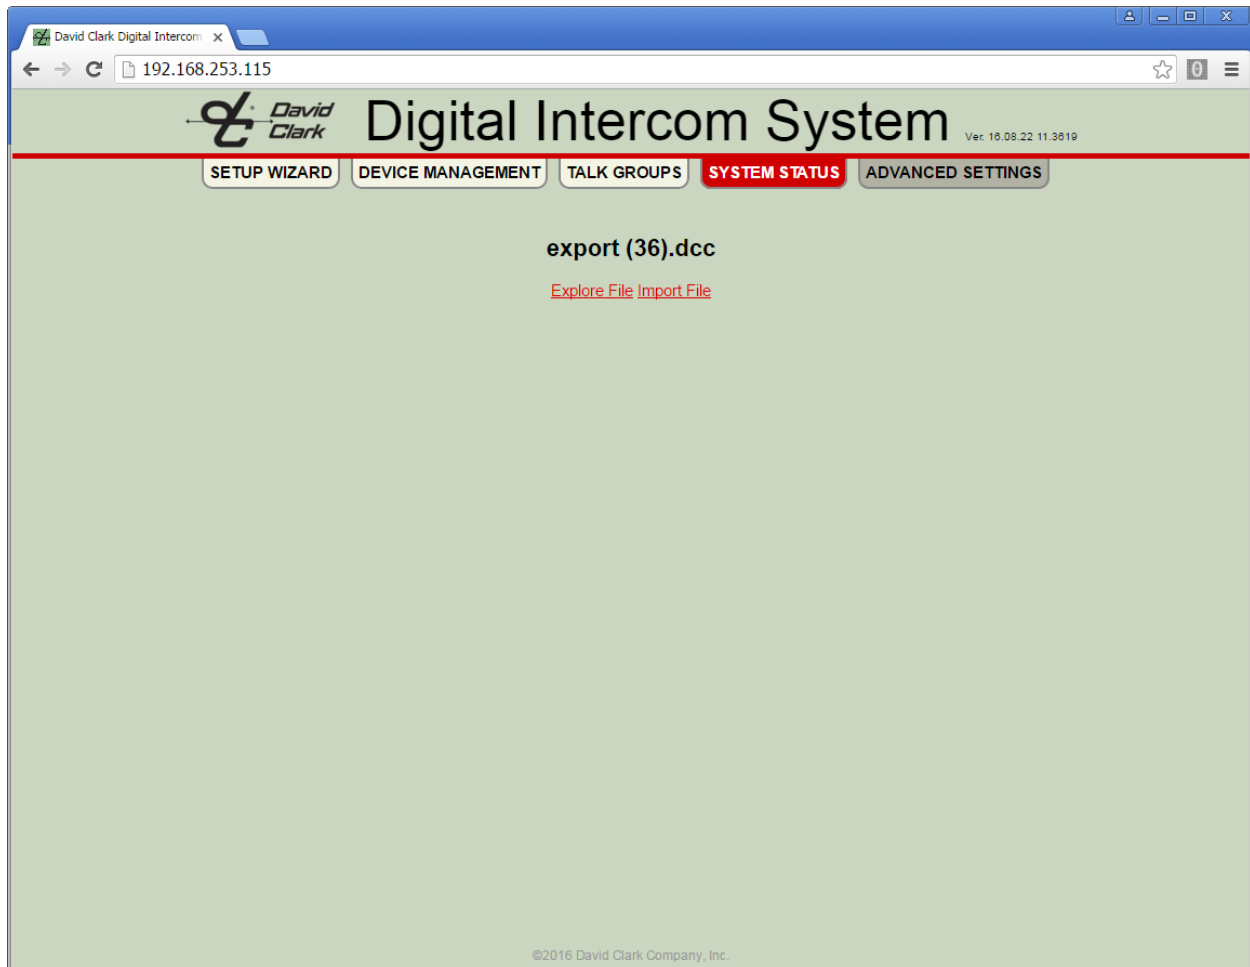 David Clark Digital Intercom
192.168.253.115
David Clark
Digital Intercom System Ver. 16.08.22 11.3619
SETUP WIZARD DEVICE MANAGEMENT TALK GROUPS SYSTEM STATUS ADVANCED SETTINGS
export (36).dcc
Explore File Import File
©2016 David Clark Company, Inc.